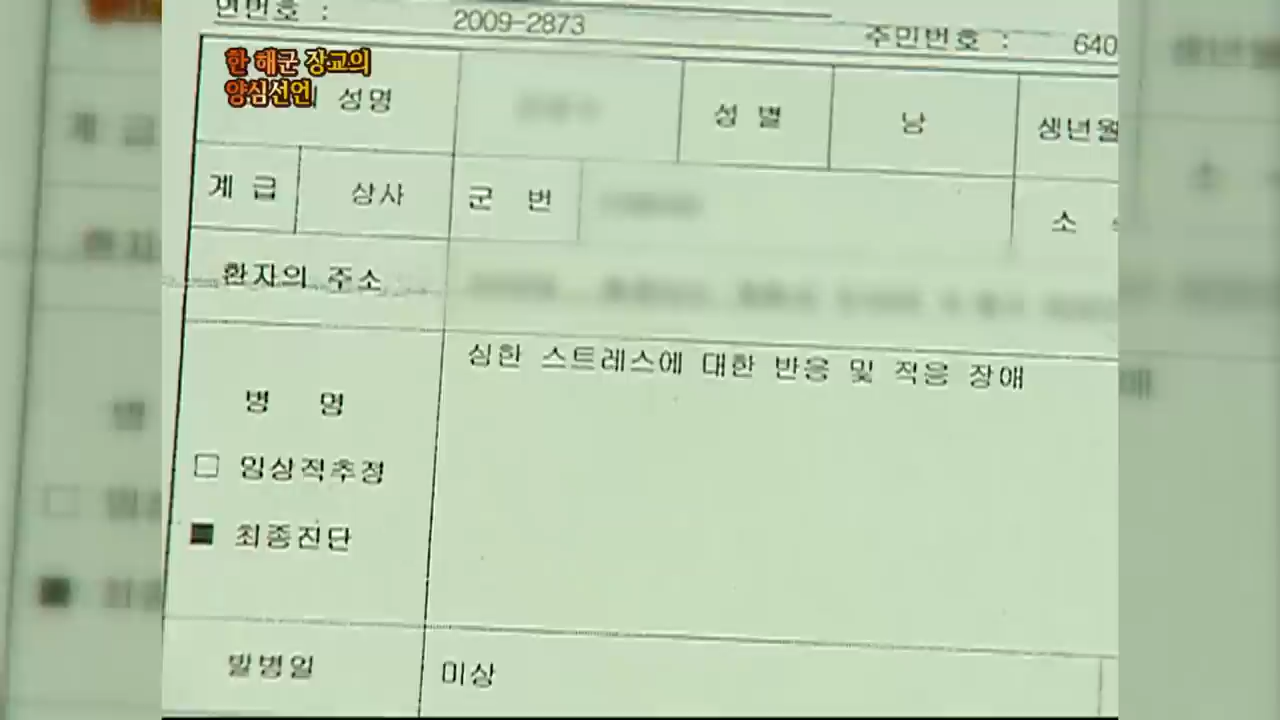 연번호 : 2009-2873 주민번호 : 640
한 해군 장교의
양심선언
성명 성 별 남 생년월
계 급 상사 군 번 소
환자의 주소
병 명 심한 스트레스에 대한 반응 및 적응 장애
□ 임상적추정
■ 최종진단
발병일 미상